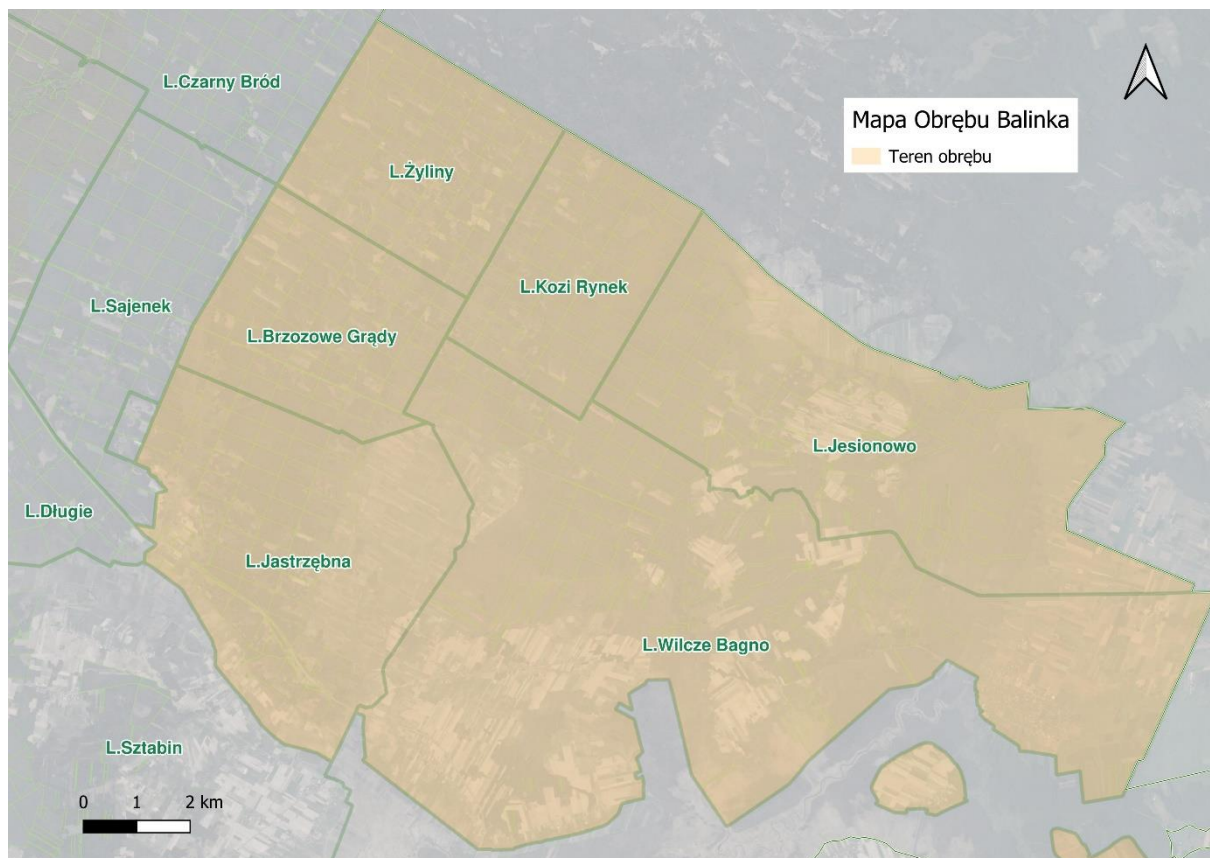 L.Czarny Bród
Mapa Obrębu Balinka
Teren obrębu
L.Żyliny
L.Kozi Rynek
L.Sajenek
L.Brzozowe Grądy
L.Jesionowo
L.Długie
L.Jastrzębna
L.Wilcze Bagno
L.Sztabin
0 1 2 km